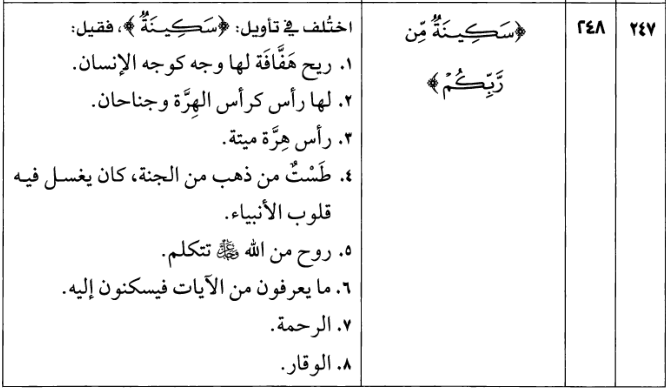 ٢٤٧ ٢٤٨ ﴿سَكِينَةٌ مِّن اختُلف في تأويل: ﴿سَكِينَةٌ﴾، فقيل:
رَّبِّكُمْ﴾ ١. ريح هَفَّافَة لها وجه كوجه الإنسان.
٢. لها رأس كرأس الهِرَّة وجناحان.
٣. رأس هِرَّة ميتة.
٤. طَسْتٌ من ذهب من الجنة، كان يغسل فيه
قلوب الأنبياء.
٥. روح من الله ﷻ تتكلم.
٦. ما يعرفون من الآيات فيسكنون إليه.
٧. الرحمة.
٨. الوقار.